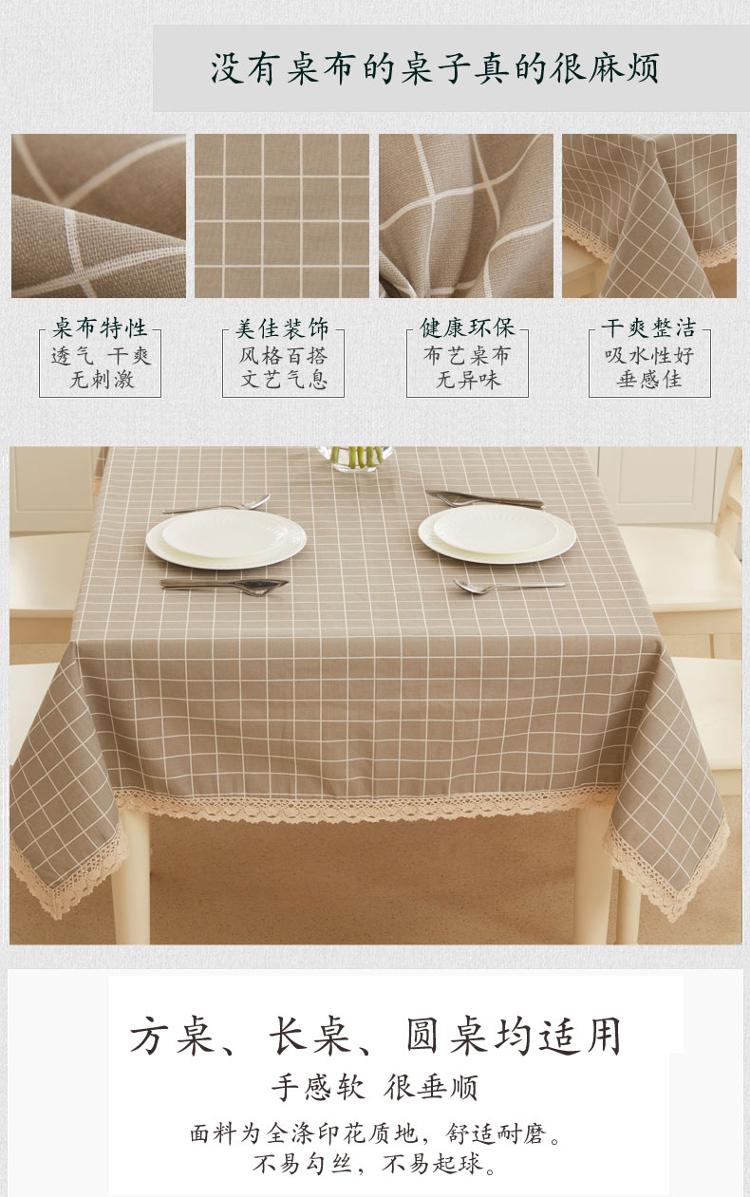 没有桌布的桌子真的很麻烦
桌布特性
透气 干爽
无刺激
美佳装饰
风格百搭
文艺气息
健康环保
布艺桌布
无异味
干爽整洁
吸水性好
垂感佳
方桌、长桌、圆桌均适用
手感软 很垂顺
面料为全涤印花质地，舒适耐磨。
不易勾丝，不易起球。